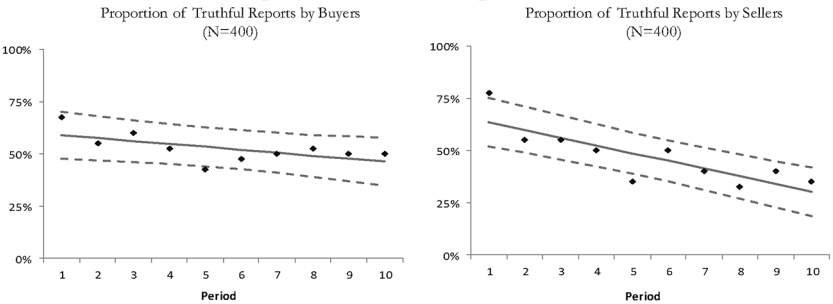 Proportion of Truthful Reports by Buyers
(N=400)
100%
75%
50%
25%
0%
1 2 3 4 5 6 7 8 9 10
Period
Proportion of Truthful Reports by Sellers
(N=400)
100%
75%
50%
25%
0%
1 2 3 4 5 6 7 8 9 10
Period